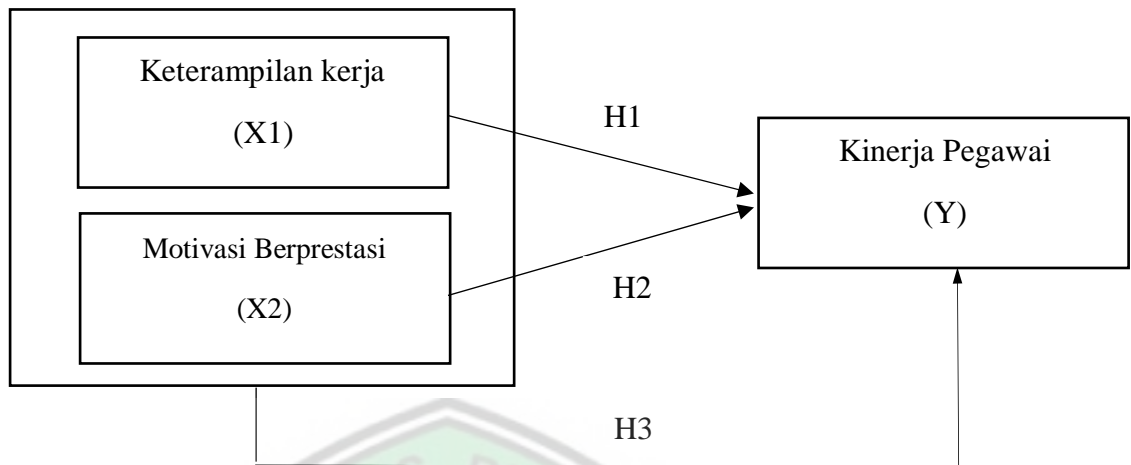 Keterampilan kerja
(X1)
H1
Kinerja Pegawai
(Y)
Motivasi Berprestasi
(X2)
H2
H3